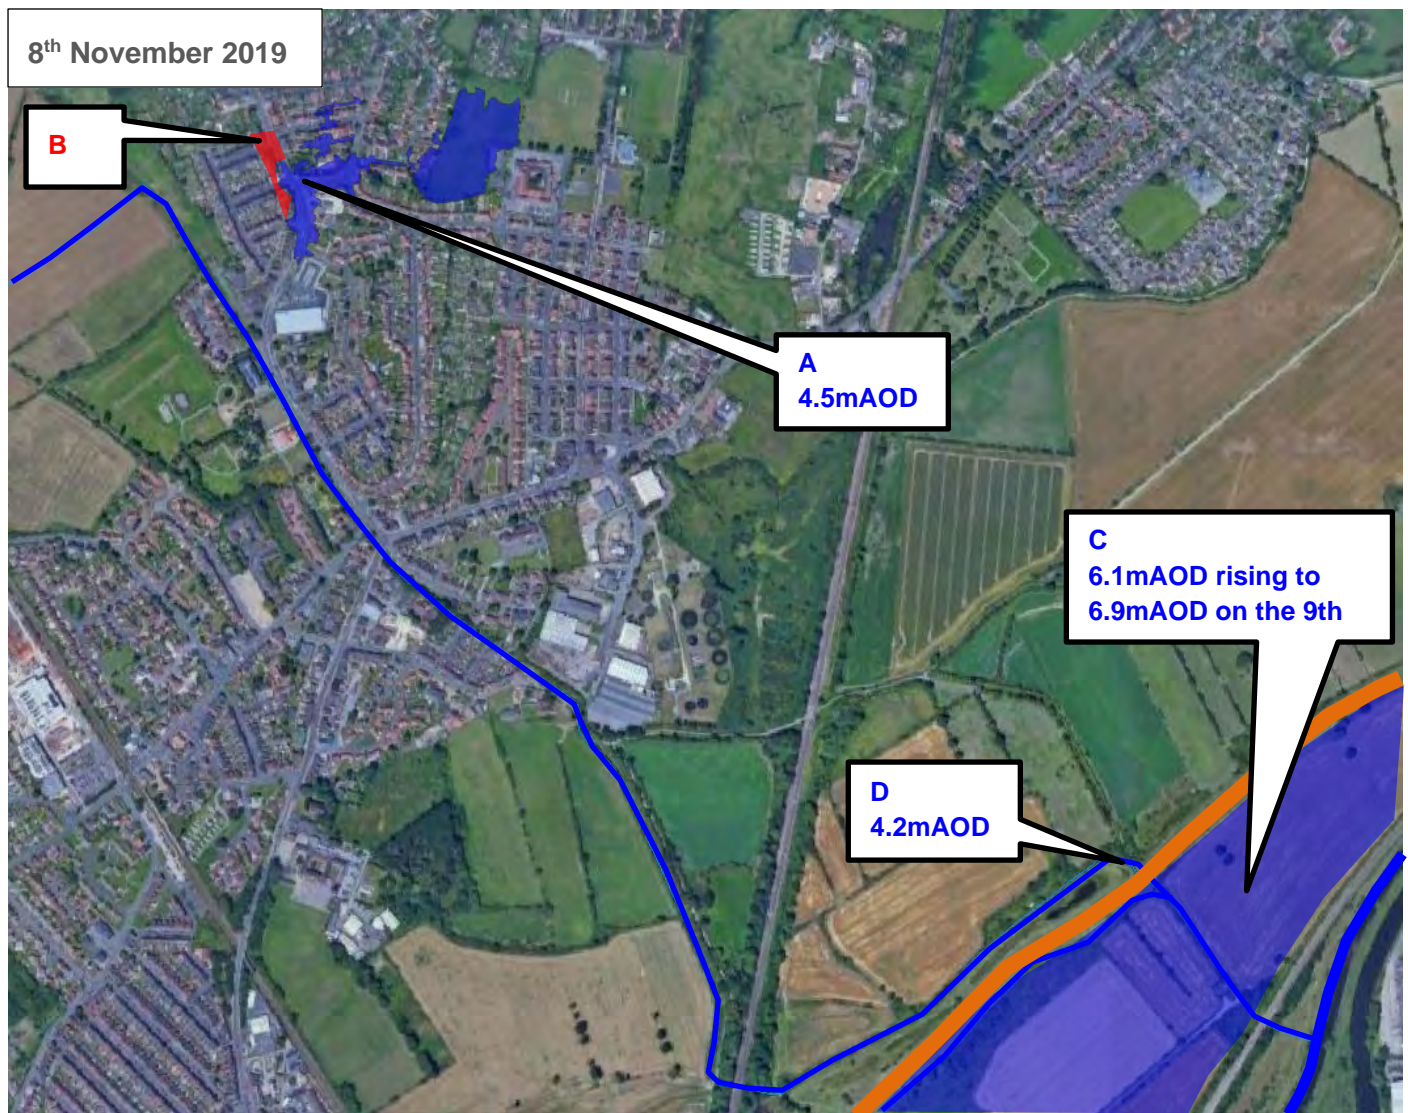 8th November 2019
B
A
4.5mAOD
C
6.1mAOD rising to
6.9mAOD on the 9th
D
4.2mAOD